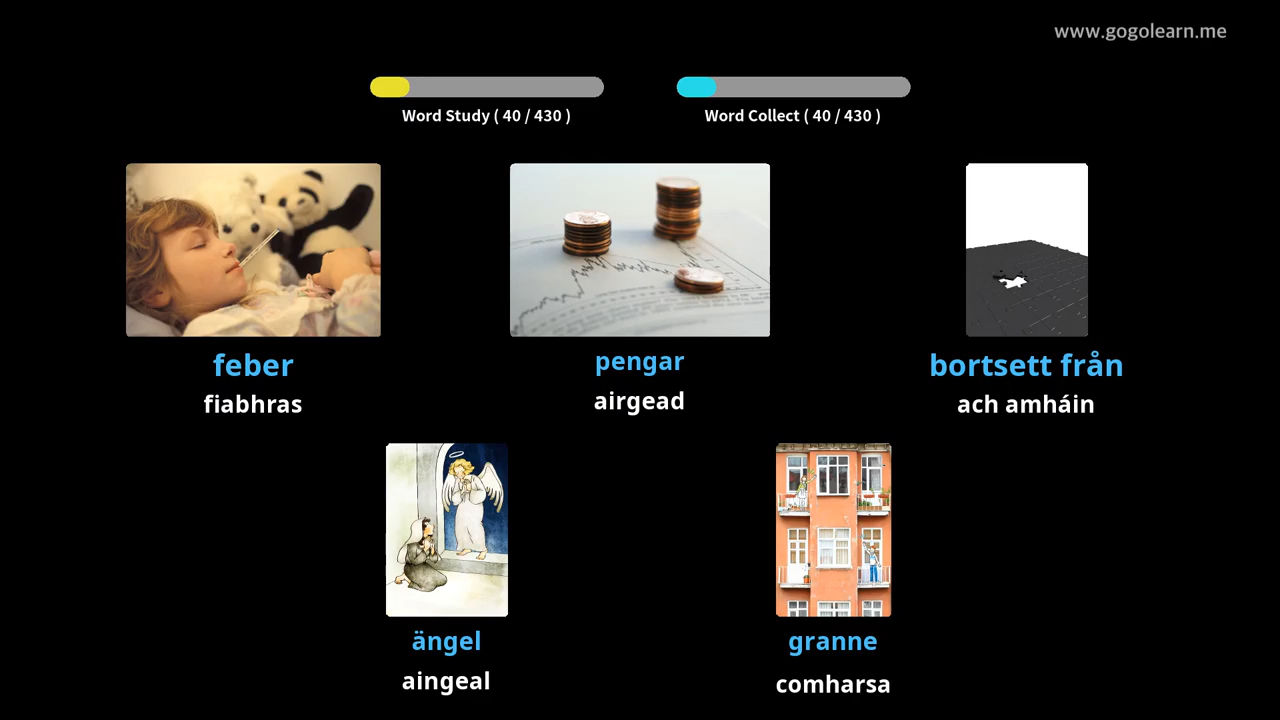 www.gogolearn.me
Word Study ( 40 / 430 )
Word Collect ( 40 / 430 )
feber
fiabhras
pengar
airgead
bortsett från
ach amháin
ängel
aingeal
granne
comharsa